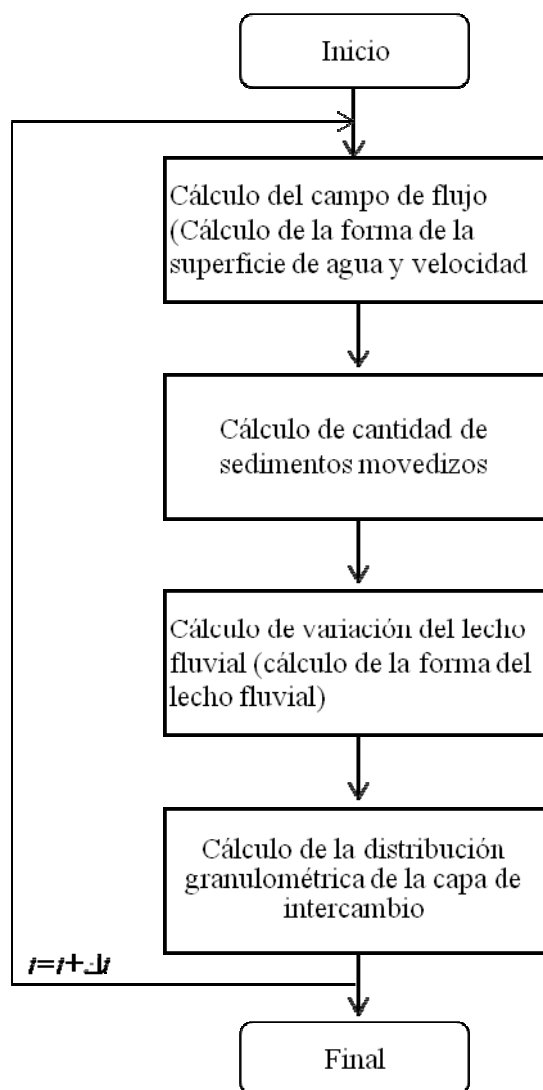 Inicio
Cálculo del campo de flujo
(Cálculo de la forma de la
superficie de agua y velocidad
Cálculo de cantidad de
sedimentos movedizos
Cálculo de variación del lecho
fluvial (cálculo de la forma del
lecho fluvial)
Cálculo de la distribución
granulométrica de la capa de
intercambio
t=t+Δt
Final